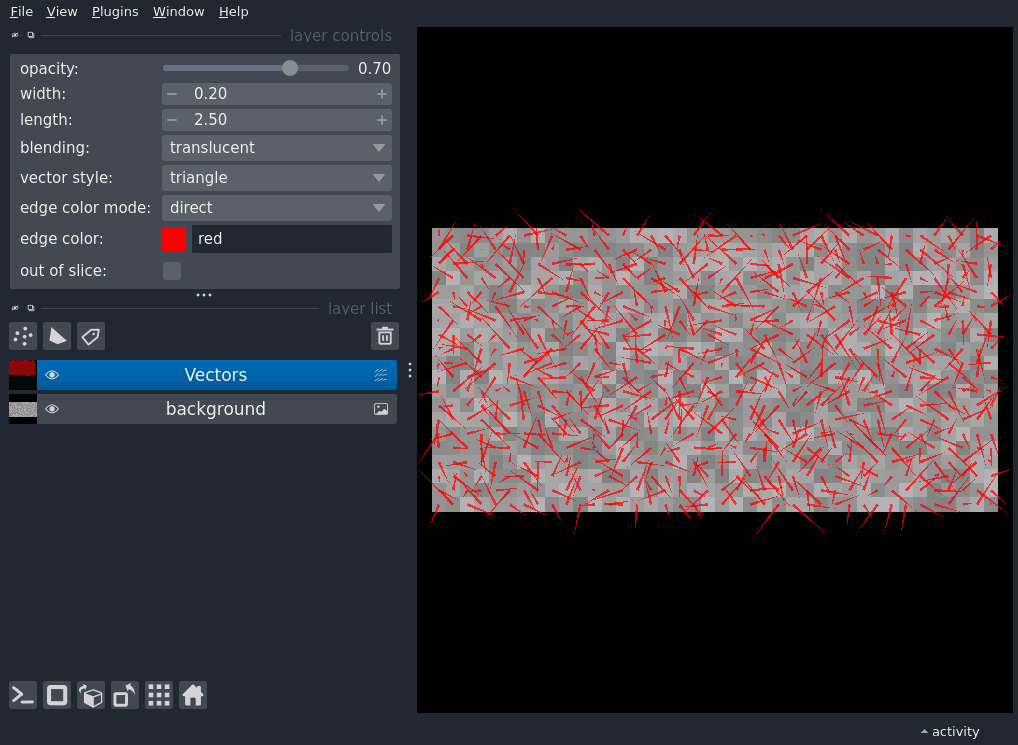 File View Plugins Window Help
layer controls
opacity: 0.70
width: − 0.20 +
length: − 2.50 +
blending: translucent
vector style: triangle
edge color mode: direct
edge color: red
out of slice:
layer list
Vectors
background
activity